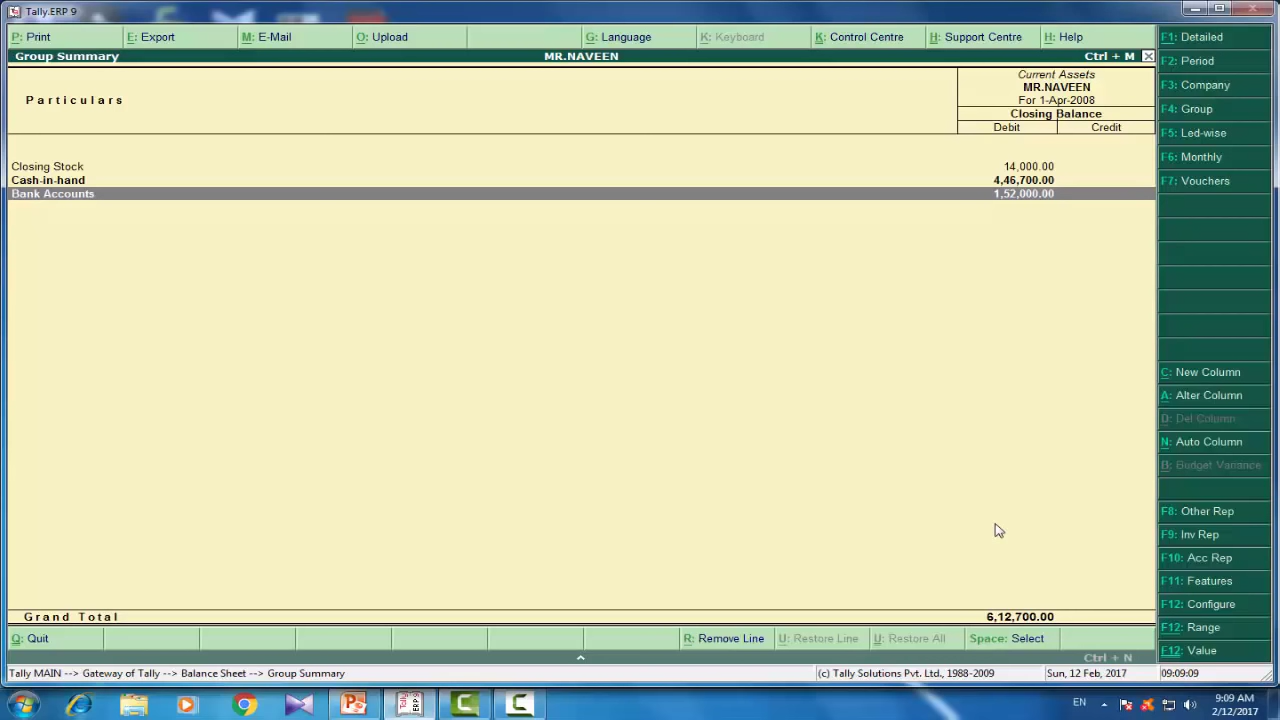 Tally.ERP 9
P: Print E: Export M: E-Mail O: Upload G: Language K: Keyboard K: Control Centre H: Support Centre H: Help
Group Summary MR.NAVEEN Ctrl + M
Particulars
Current Assets
MR.NAVEEN
For 1-Apr-2008
Closing Balance
Debit Credit
Closing Stock 14,000.00
Cash-in-hand 4,46,700.00
Bank Accounts 1,52,000.00
Grand Total 6,12,700.00
F1: Detailed
F2: Period
F3: Company
F4: Group
F5: Led-wise
F6: Monthly
F7: Vouchers
C: New Column
A: Alter Column
D: Del Column
N: Auto Column
B: Budget Variance
F8: Other Rep
F9: Inv Rep
F10: Acc Rep
F11: Features
F12: Configure
F12: Range
F12: Value
Q: Quit R: Remove Line U: Restore Line U: Restore All Space: Select
Ctrl + N
Tally MAIN --> Gateway of Tally --> Balance Sheet --> Group Summary (c) Tally Solutions Pvt. Ltd., 1988-2009 Sun, 12 Feb, 2017 09:09:09
EN 9:09 AM
2/12/2017